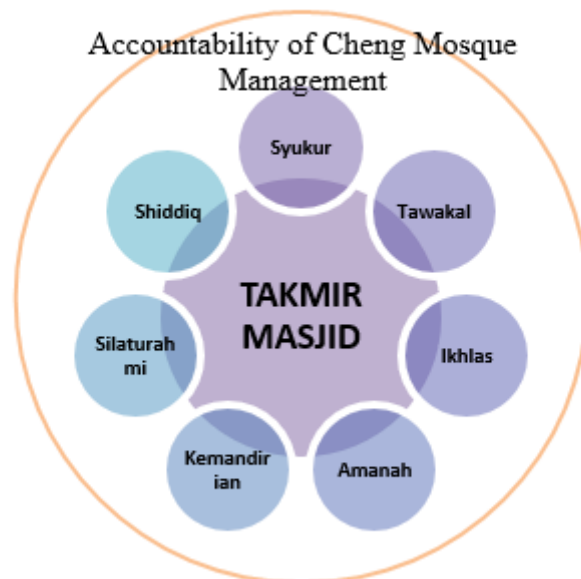 Accountability of Cheng Mosque
Management
Syukur
Tawakal
Ikhlas
Amanah
Kemandir
ian
Silaturah
mi
Shiddiq
TAKMIR
MASJID